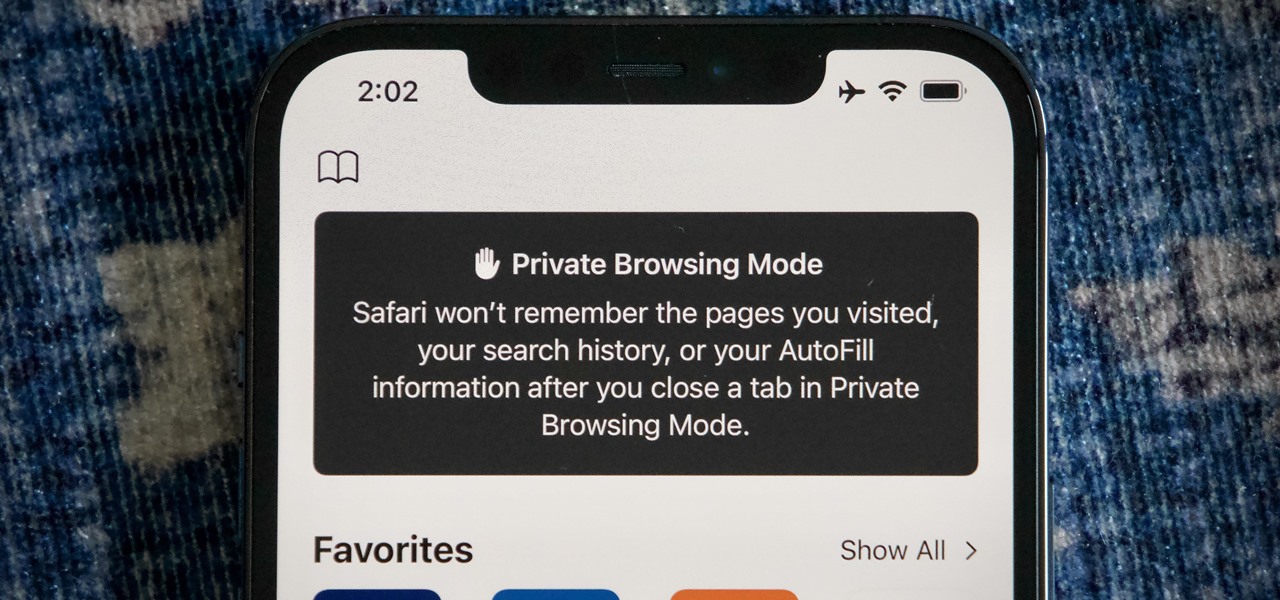 2:02
Private Browsing Mode
Safari won’t remember the pages you visited,
your search history, or your AutoFill
information after you close a tab in Private
Browsing Mode.
Favorites
Show All